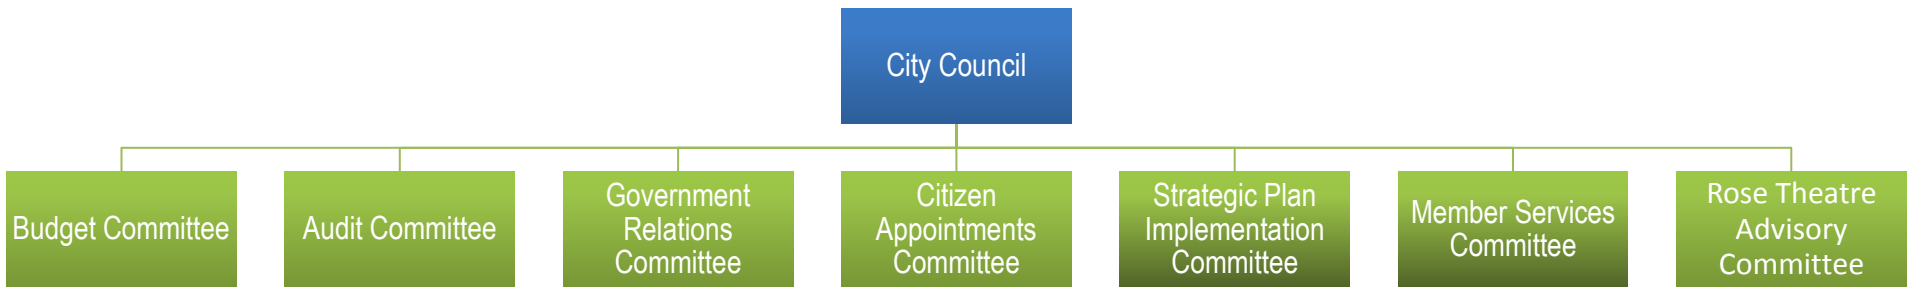 City Council
Budget Committee
Audit Committee
Government
Relations
Committee
Citizen
Appointments
Committee
Strategic Plan
Implementation
Committee
Member Services
Committee
Rose Theatre
Advisory
Committee